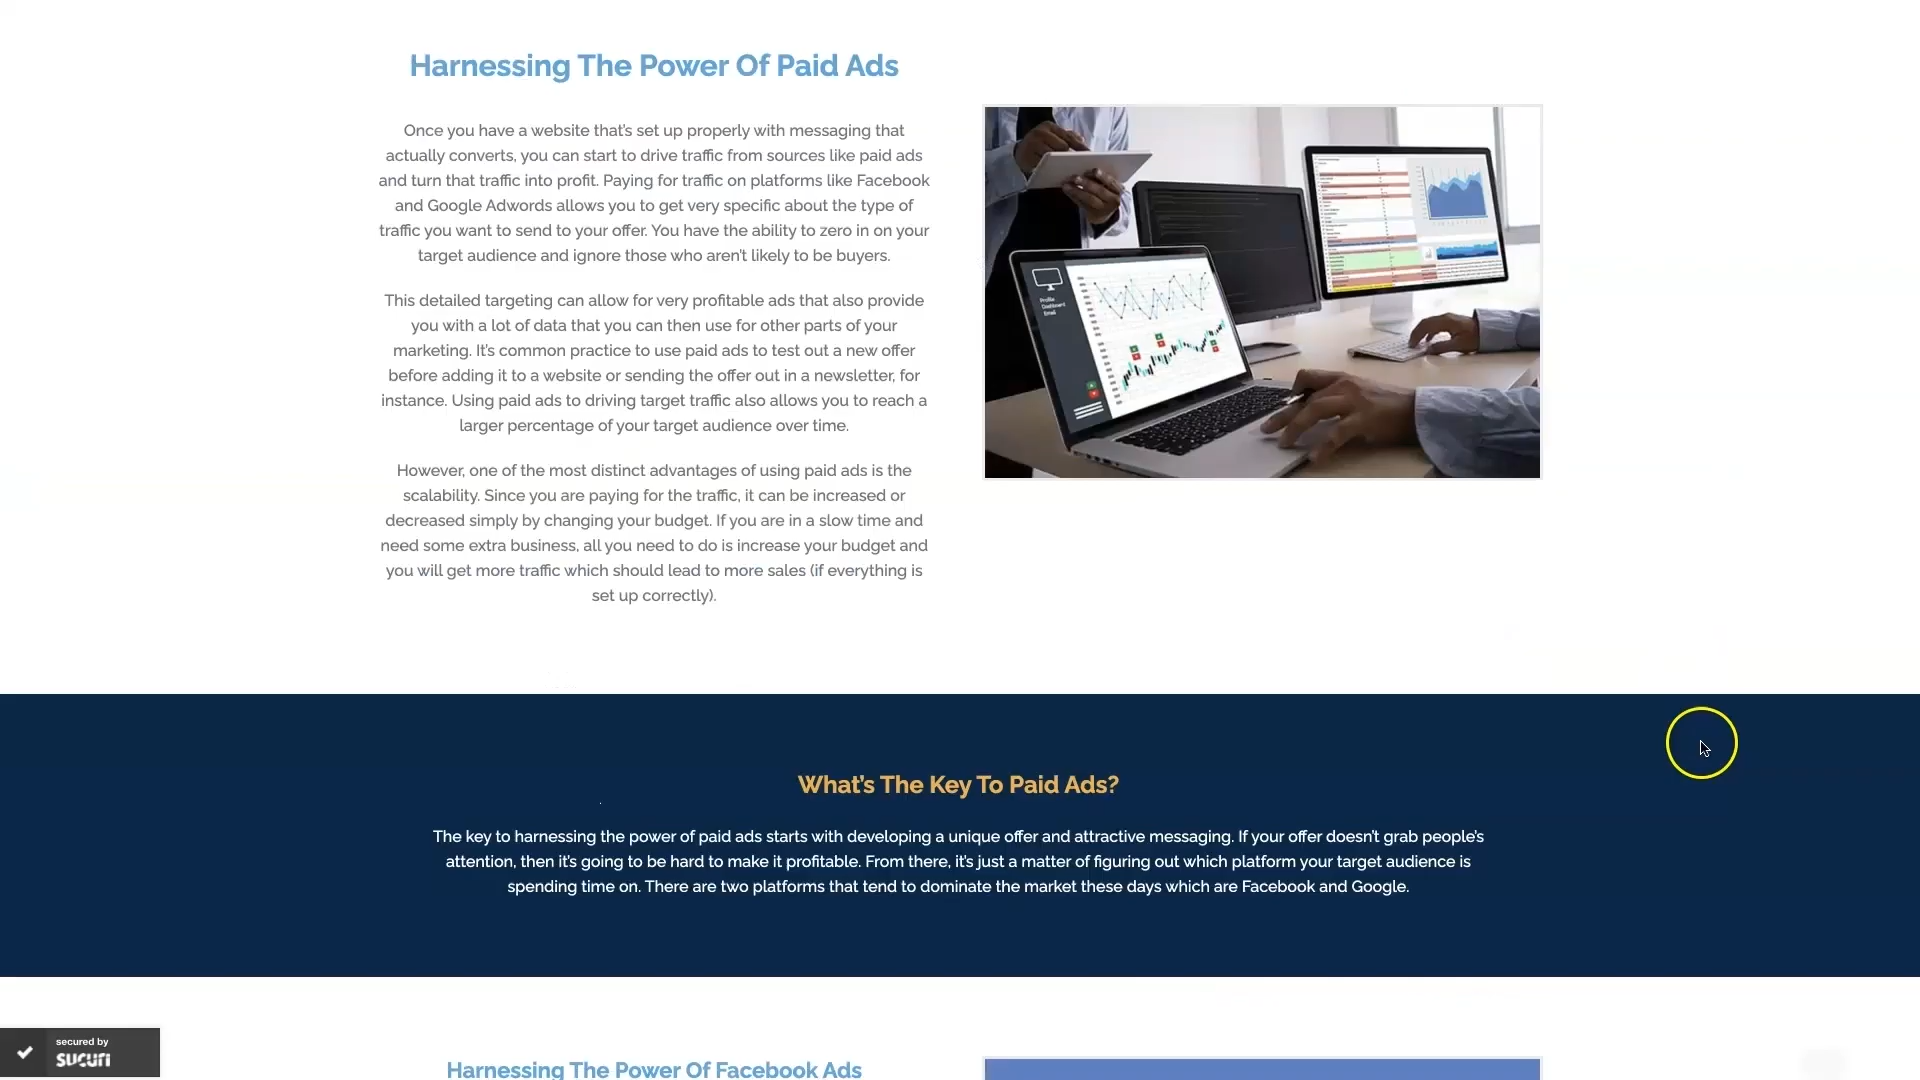 Harnessing The Power Of Paid Ads
Once you have a website that's set up properly with messaging that
actually converts, you can start to drive traffic from sources like paid ads
and turn that traffic into profit. Paying for traffic on platforms like Facebook
and Google Adwords allows you to get very specific about the type of
traffic you want to send to your offer. You have the ability to zero in on your
target audience and ignore those who aren't likely to be buyers.
This detailed targeting can allow for very profitable ads that also provide
you with a lot of data that you can then use for other parts of your
marketing. It's common practice to use paid ads to test out a new offer
before adding it to a website or sending the offer out in a newsletter, for
instance. Using paid ads to driving target traffic also allows you to reach a
larger percentage of your target audience over time.
However, one of the most distinct advantages of using paid ads is the
scalability. Since you are paying for the traffic, it can be increased or
decreased simply by changing your budget. If you are in a slow time and
need some extra business, all you need to do is increase your budget and
you will get more traffic which should lead to more sales (if everything is
set up correctly).
Profile
Dashboard
Email
What's The Key To Paid Ads?
The key to harnessing the power of paid ads starts with developing a unique offer and attractive messaging. If your offer doesn't grab people's
attention, then it's going to be hard to make it profitable. From there, it's just a matter of figuring out which platform your target audience is
spending time on. There are two platforms that tend to dominate the market these days which are Facebook and Google.
secured by
sucuri
Harnessing The Power Of Facebook Ads